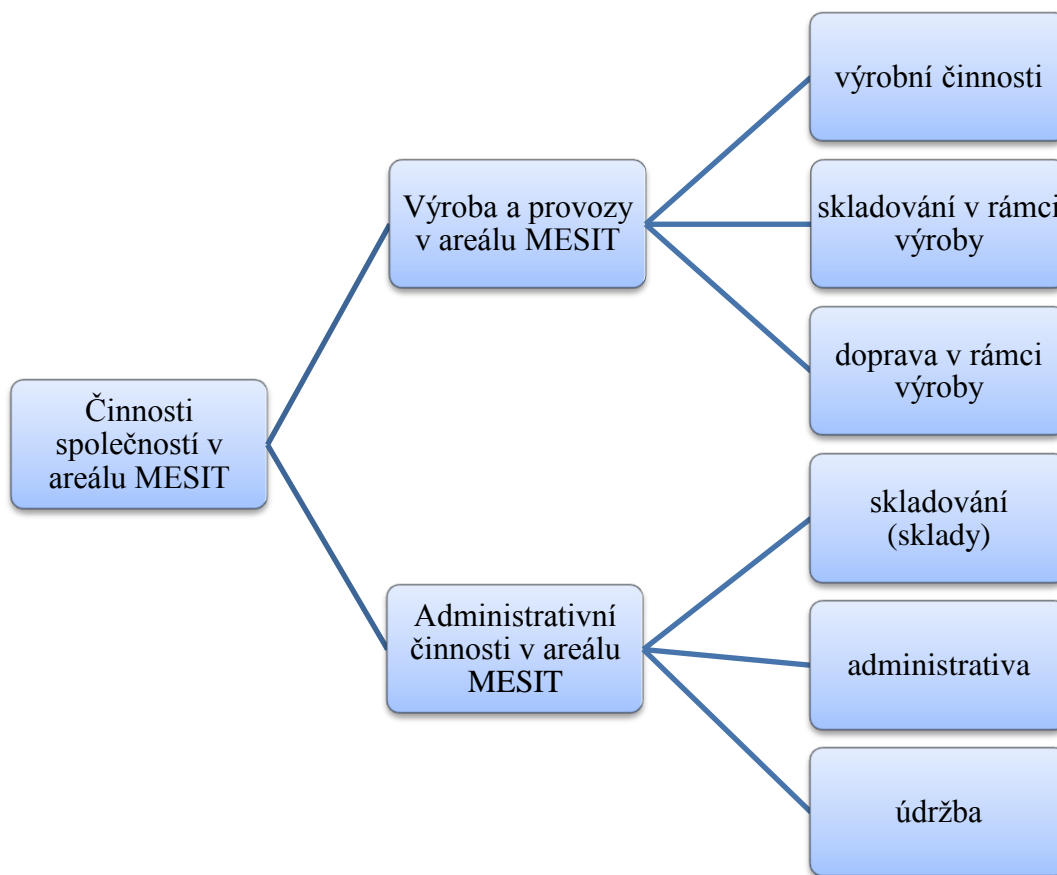 Činnosti
společností v
areálu MESIT
Výroba a provozy
v areálu MESIT
výrobní činnosti
skladování v rámci
výroby
doprava v rámci
výroby
Administrativní
činnosti v areálu
MESIT
skladování
(sklady)
administrativa
údržba